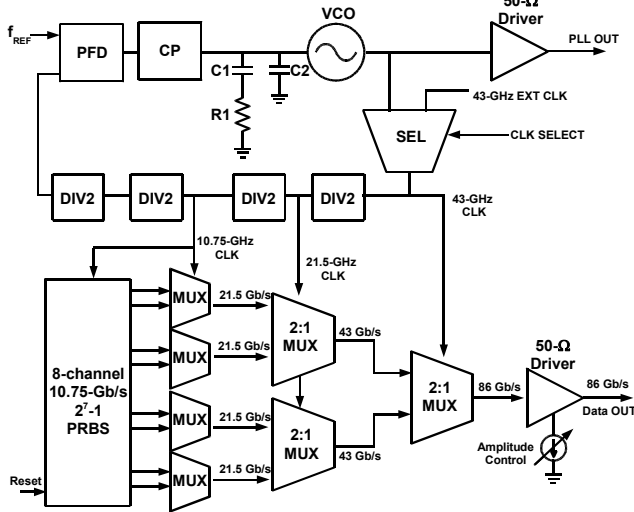 VCO
50-Ω
Driver
fREF
PFD
CP
PLL OUT
C1
C2
R1
43-GHz EXT CLK
SEL
CLK SELECT
DIV2
DIV2
DIV2
DIV2
43-GHz
CLK
10.75-GHz
CLK
21.5-GHz
CLK
8-channel
10.75-Gb/s
2⁷-1
PRBS
Reset
MUX
21.5 Gb/s
MUX
21.5 Gb/s
MUX
21.5 Gb/s
MUX
21.5 Gb/s
2:1
MUX
43 Gb/s
2:1
MUX
43 Gb/s
2:1
MUX
86 Gb/s
50-Ω
Driver
86 Gb/s
Data OUT
Amplitude
Control